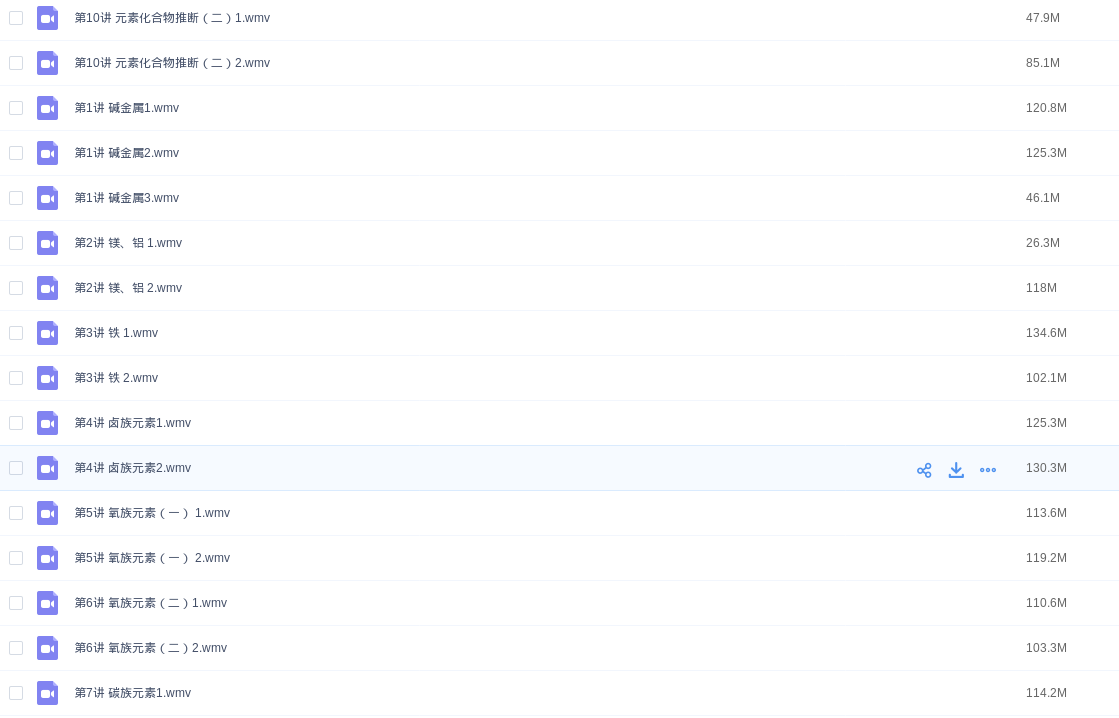 第10讲 元素化合物推断（二）1.wmv 47.9M
第10讲 元素化合物推断（二）2.wmv 85.1M
第1讲 碱金属1.wmv 120.8M
第1讲 碱金属2.wmv 125.3M
第1讲 碱金属3.wmv 46.1M
第2讲 镁、铝 1.wmv 26.3M
第2讲 镁、铝 2.wmv 118M
第3讲 铁 1.wmv 134.6M
第3讲 铁 2.wmv 102.1M
第4讲 卤族元素1.wmv 125.3M
第4讲 卤族元素2.wmv 130.3M
第5讲 氧族元素（一） 1.wmv 113.6M
第5讲 氧族元素（一） 2.wmv 119.2M
第6讲 氧族元素（二）1.wmv 110.6M
第6讲 氧族元素（二）2.wmv 103.3M
第7讲 碳族元素1.wmv 114.2M